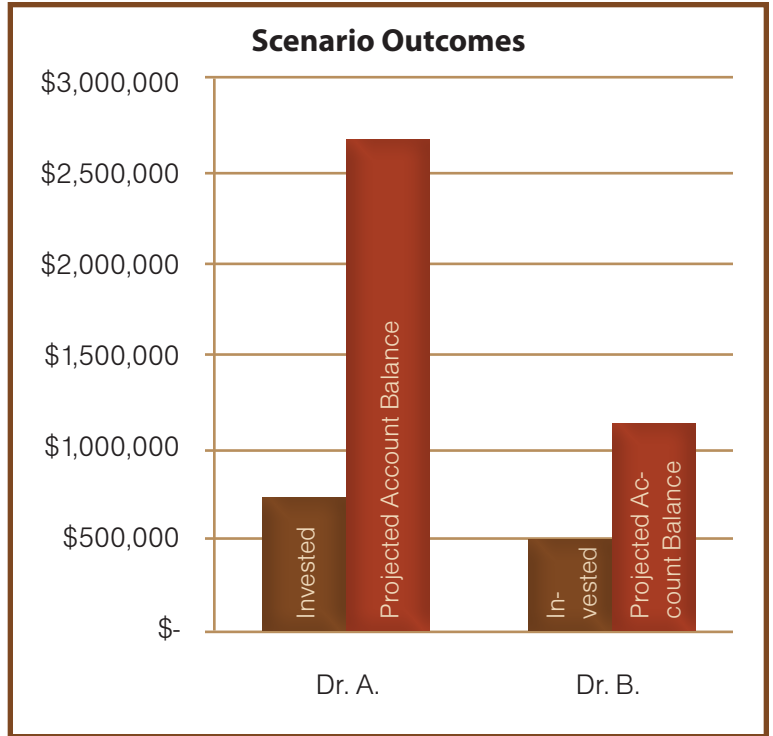 Scenario Outcomes
$3,000,000
$2,500,000
$2,000,000
$1,500,000
$1,000,000
$500,000
$-
Invested
Projected Account Balance
In-
vested
Projected Ac-
count Balance
Dr. A.
Dr. B.